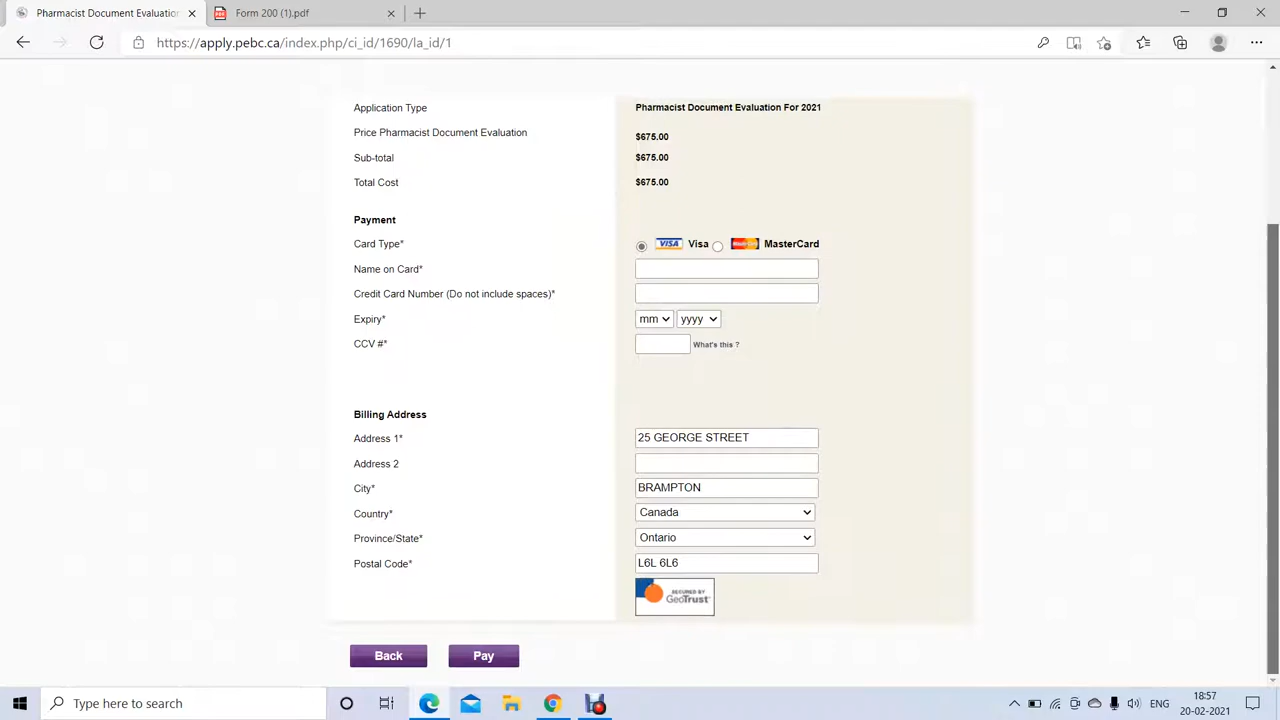 Pharmacist Document Evaluation
Form 200 (1).pdf
https://apply.pebc.ca/index.php/ci_id/1690/la_id/1
Application Type
Pharmacist Document Evaluation For 2021
Price Pharmacist Document Evaluation
$675.00
Sub-total
$675.00
Total Cost
$675.00
Payment
Card Type*
VISA Visa MasterCard MasterCard
Name on Card*
Credit Card Number (Do not include spaces)*
Expiry*
mm yyyy
CCV #*
What's this ?
Billing Address
Address 1*
25 GEORGE STREET
Address 2
City*
BRAMPTON
Country*
Canada
Province/State*
Ontario
Postal Code*
L6L 6L6
SECURED BY
GeoTrust
Back
Pay
Type here to search
ENG
18:57
20-02-2021